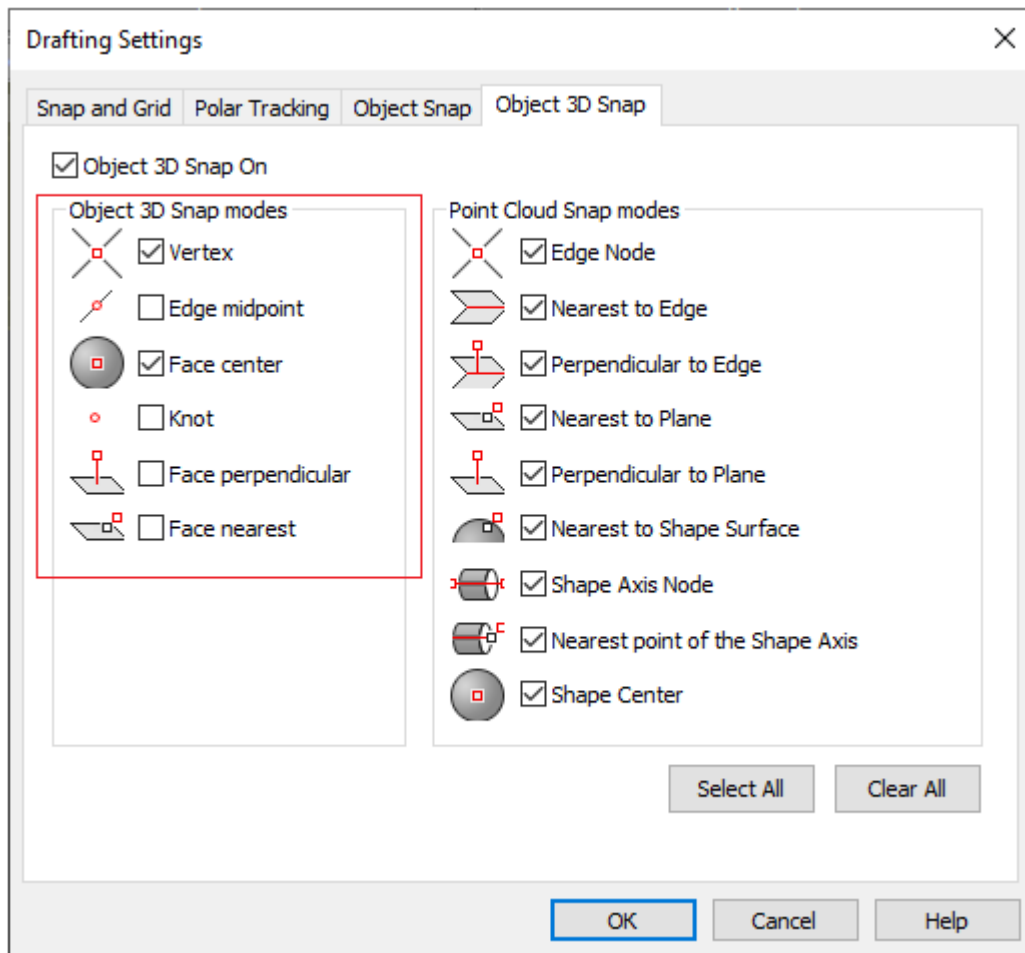 Drafting Settings
Snap and Grid
Polar Tracking
Object Snap
Object 3D Snap
Object 3D Snap On
Object 3D Snap modes
Vertex
Edge midpoint
Face center
Knot
Face perpendicular
Face nearest
Point Cloud Snap modes
Edge Node
Nearest to Edge
Perpendicular to Edge
Nearest to Plane
Perpendicular to Plane
Nearest to Shape Surface
Shape Axis Node
Nearest point of the Shape Axis
Shape Center
Select All
Clear All
OK
Cancel
Help